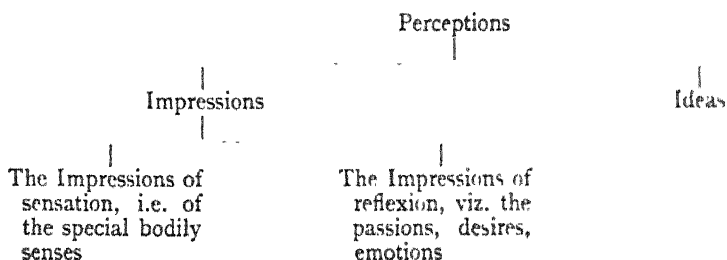 Perceptions
Impressions
Ideas
The Impressions of
sensation, i.e. of
the special bodily
senses
The Impressions of
reflexion, viz. the
passions, desires,
emotions